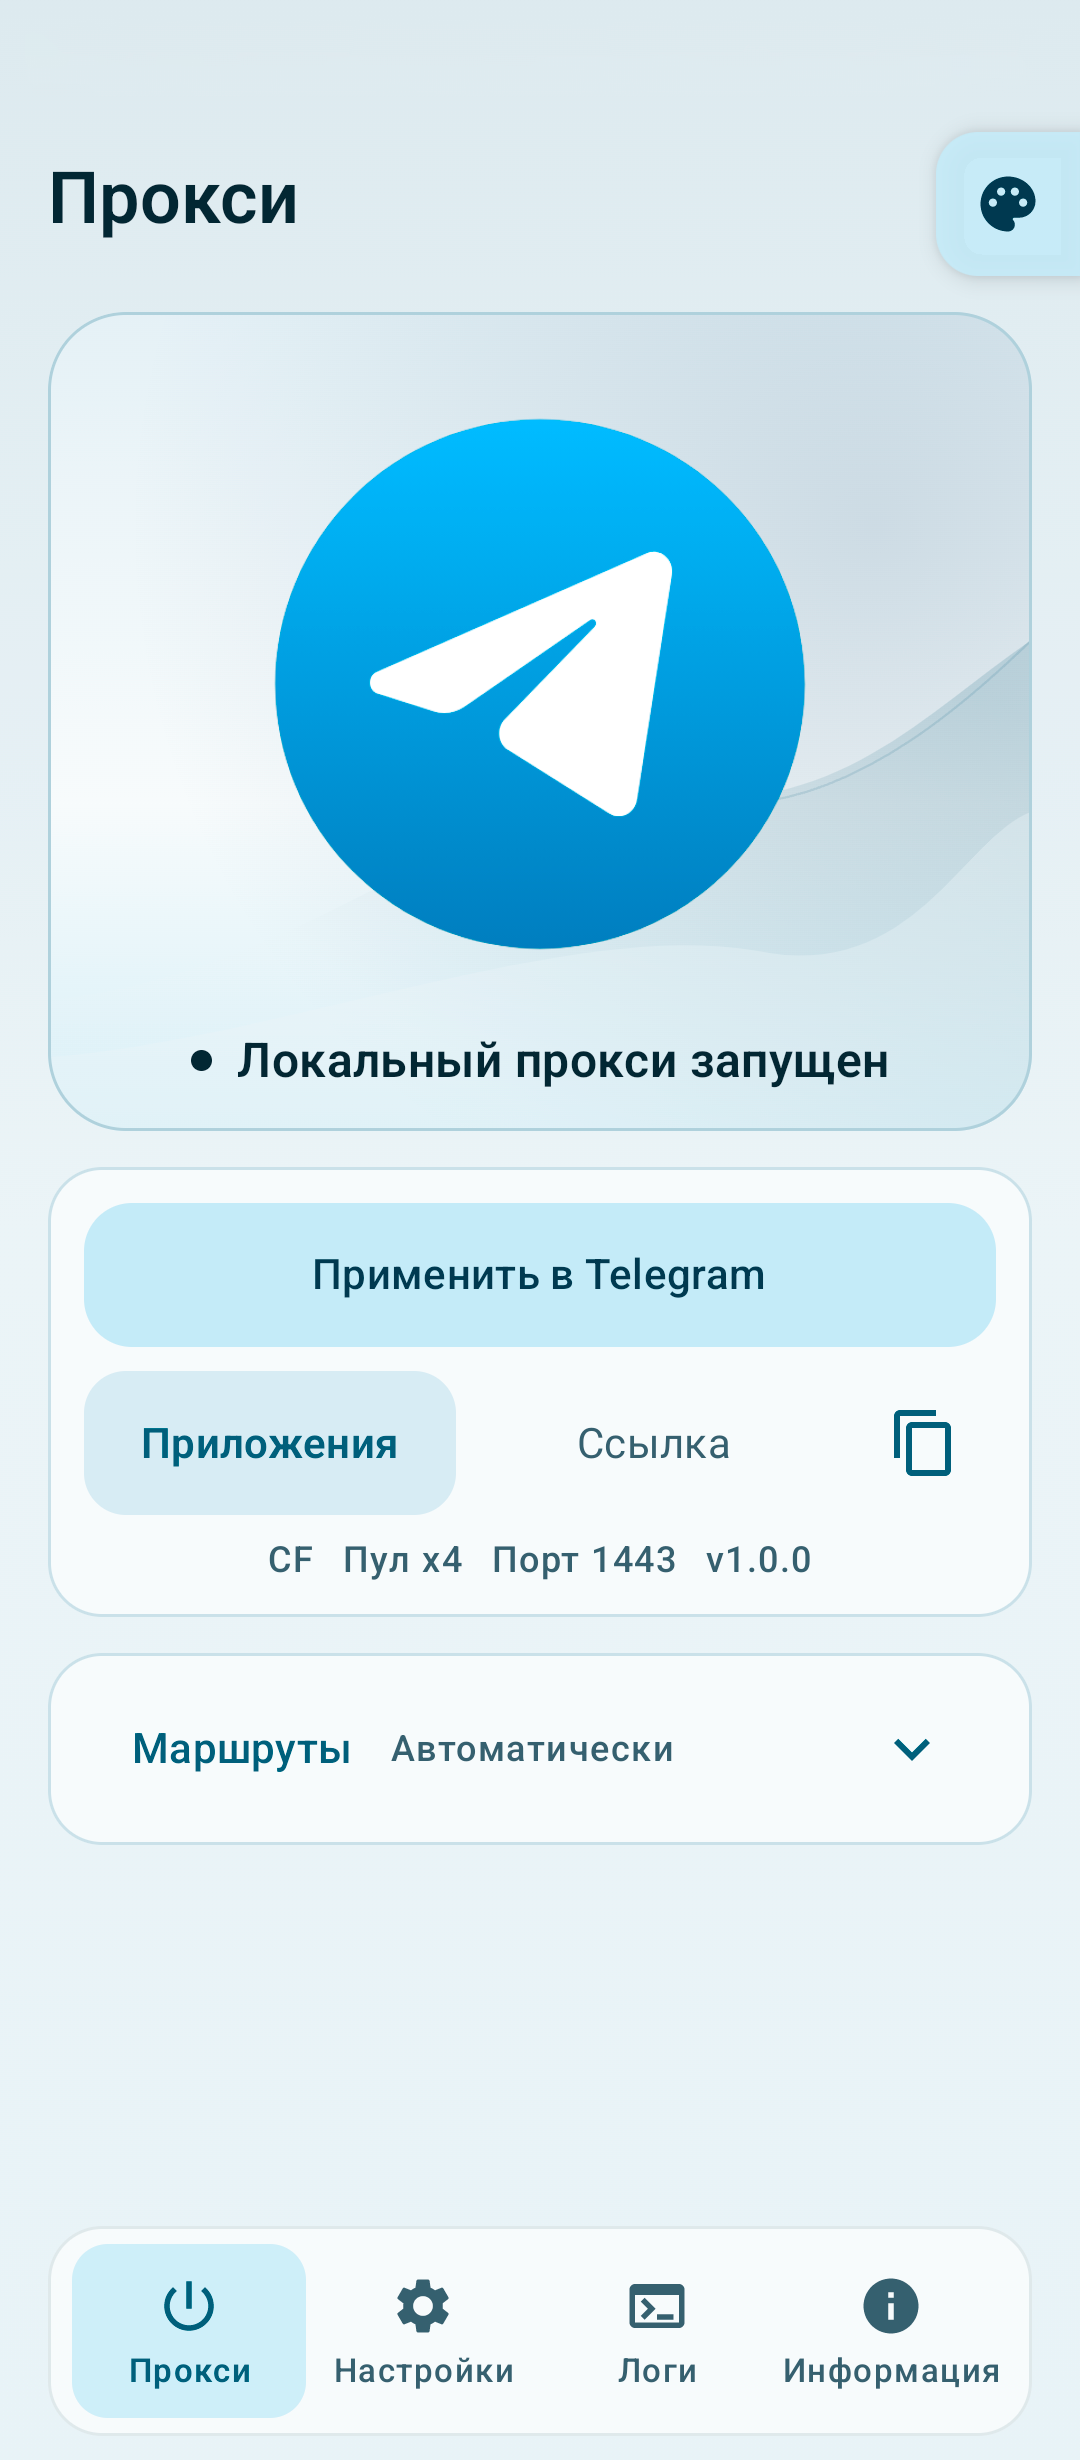 Прокси
Локальный прокси запущен
Применить в Telegram
Приложения
Ссылка
CF Пул x4 Порт 1443 v1.0.0
Маршруты Автоматически
Прокси
Настройки
Логи
Информация